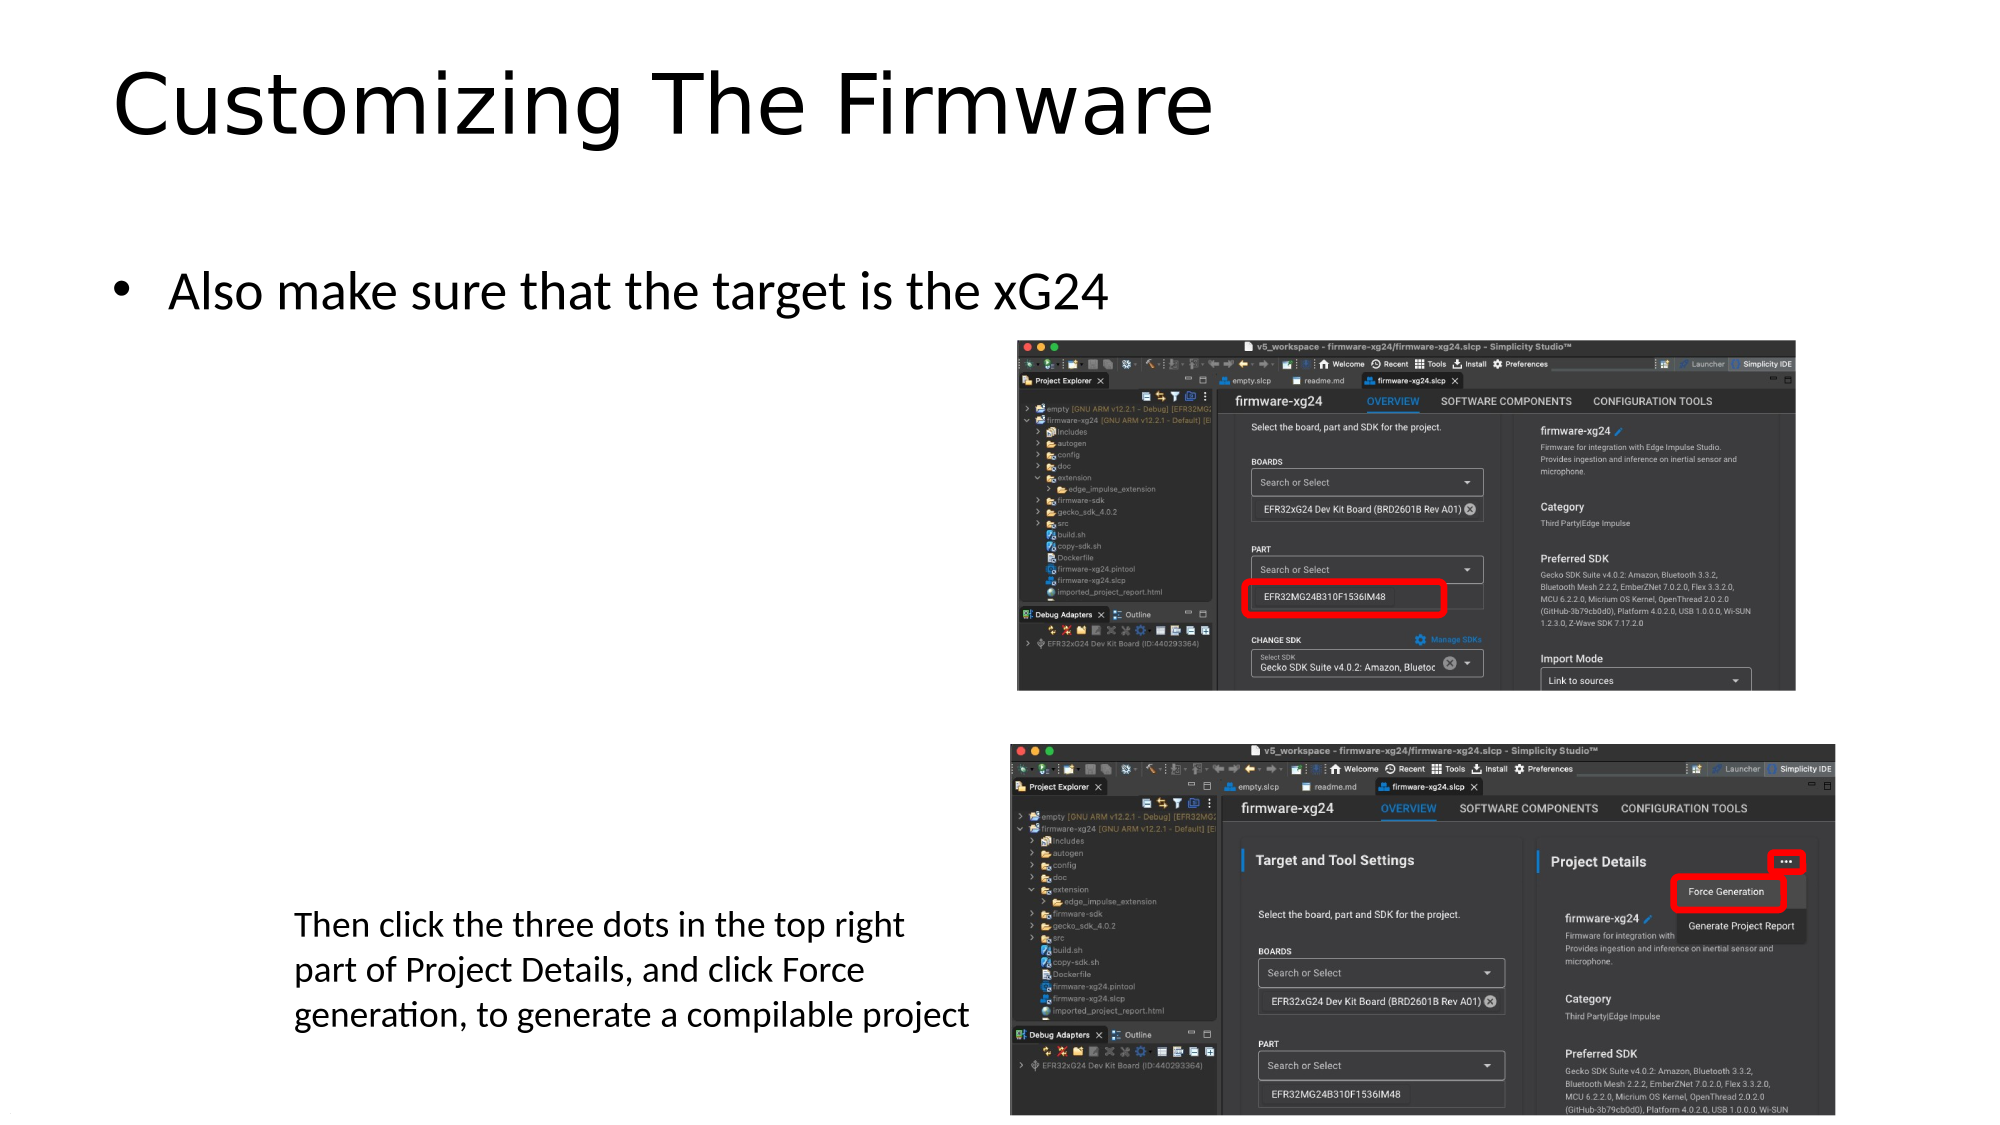 Customizing The Firmware
• Also make sure that the target is the xG24
v5_workspace - firmware-xg24/firmware-xg24.slcp - Simplicity Studio™
Welcome Recent Tools Install Preferences Launcher Simplicity IDE
Project Explorer empty.slcp readme.md firmware-xg24.slcp
firmware-xg24 OVERVIEW SOFTWARE COMPONENTS CONFIGURATION TOOLS
empty [GNU ARM v12.2.1 - Debug] [EFR32MG
firmware-xg24 [GNU ARM v12.2.1 - Default] [E
Includes
autogen
config
doc
extension
edge_impulse_extension
firmware-sdk
gecko_sdk_4.0.2
src
build.sh
copy-sdk.sh
Dockerfile
firmware-xg24.pintool
firmware-xg24.slcp
imported_project_report.html
Debug Adapters Outline
EFR32xG24 Dev Kit Board (ID:440293364)
Select the board, part and SDK for the project.
BOARDS
Search or Select
EFR32xG24 Dev Kit Board (BRD2601B Rev A01)
PART
Search or Select
EFR32MG24B310F1536IM48
CHANGE SDK Manage SDKs
Select SDK
Gecko SDK Suite v4.0.2: Amazon, Bluetoc
firmware-xg24
Firmware for integration with Edge Impulse Studio.
Provides ingestion and inference on inertial sensor and
microphone.
Category
Third Party|Edge Impulse
Preferred SDK
Gecko SDK Suite v4.0.2: Amazon, Bluetooth 3.3.2,
Bluetooth Mesh 2.2.2, EmberZNet 7.0.2.0, Flex 3.3.2.0,
MCU 6.2.2.0, Micrium OS Kernel, OpenThread 2.0.2.0
(GitHub-3b79cb0d0), Platform 4.0.2.0, USB 1.0.0.0, Wi-SUN
1.2.3.0, Z-Wave SDK 7.17.2.0
Import Mode
Link to sources
Then click the three dots in the top right
part of Project Details, and click Force
generation, to generate a compilable project
v5_workspace - firmware-xg24/firmware-xg24.slcp - Simplicity Studio™
Welcome Recent Tools Install Preferences Launcher Simplicity IDE
Project Explorer empty.slcp readme.md firmware-xg24.slcp
firmware-xg24 OVERVIEW SOFTWARE COMPONENTS CONFIGURATION TOOLS
empty [GNU ARM v12.2.1 - Debug] [EFR32MG
firmware-xg24 [GNU ARM v12.2.1 - Default] [E
Includes
autogen
config
doc
extension
edge_impulse_extension
firmware-sdk
gecko_sdk_4.0.2
src
build.sh
copy-sdk.sh
Dockerfile
firmware-xg24.pintool
firmware-xg24.slcp
imported_project_report.html
Debug Adapters Outline
EFR32xG24 Dev Kit Board (ID:440293364)
Target and Tool Settings
Select the board, part and SDK for the project.
BOARDS
Search or Select
EFR32xG24 Dev Kit Board (BRD2601B Rev A01)
PART
Search or Select
EFR32MG24B310F1536IM48
Project Details
Force Generation
Generate Project Report
firmware-xg24
Firmware for integration with
Provides ingestion and inference on inertial sensor and
microphone.
Category
Third Party|Edge Impulse
Preferred SDK
Gecko SDK Suite v4.0.2: Amazon, Bluetooth 3.3.2,
Bluetooth Mesh 2.2.2, EmberZNet 7.0.2.0, Flex 3.3.2.0,
MCU 6.2.2.0, Micrium OS Kernel, OpenThread 2.0.2.0
(GitHub-3b79cb0d0), Platform 4.0.2.0, USB 1.0.0.0, Wi-SUN